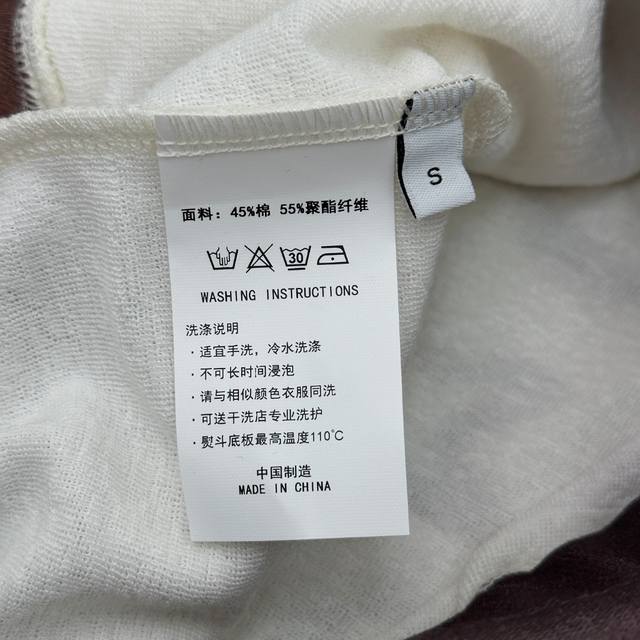 S
面料：45%棉 55%聚酯纤维
30
WASHING INSTRUCTIONS
洗涤说明
·适宜手洗，冷水洗涤
·不可长时间浸泡
·请与相似颜色衣服同洗
·可送干洗店专业洗护
·熨斗底板最高温度110℃
中国制造
MADE IN CHINA